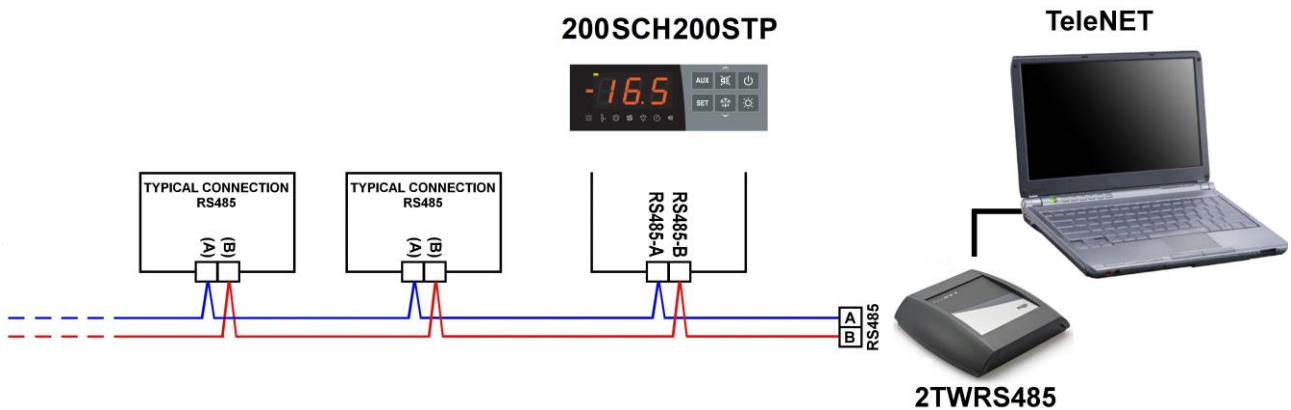 TeleNET
200SCH200STP
-16.5
AUX
SET
TYPICAL CONNECTION
RS485
(A)
(B)
TYPICAL CONNECTION
RS485
(A)
(B)
RS485-A
RS485-B
A
B
RS485
2TWRS485